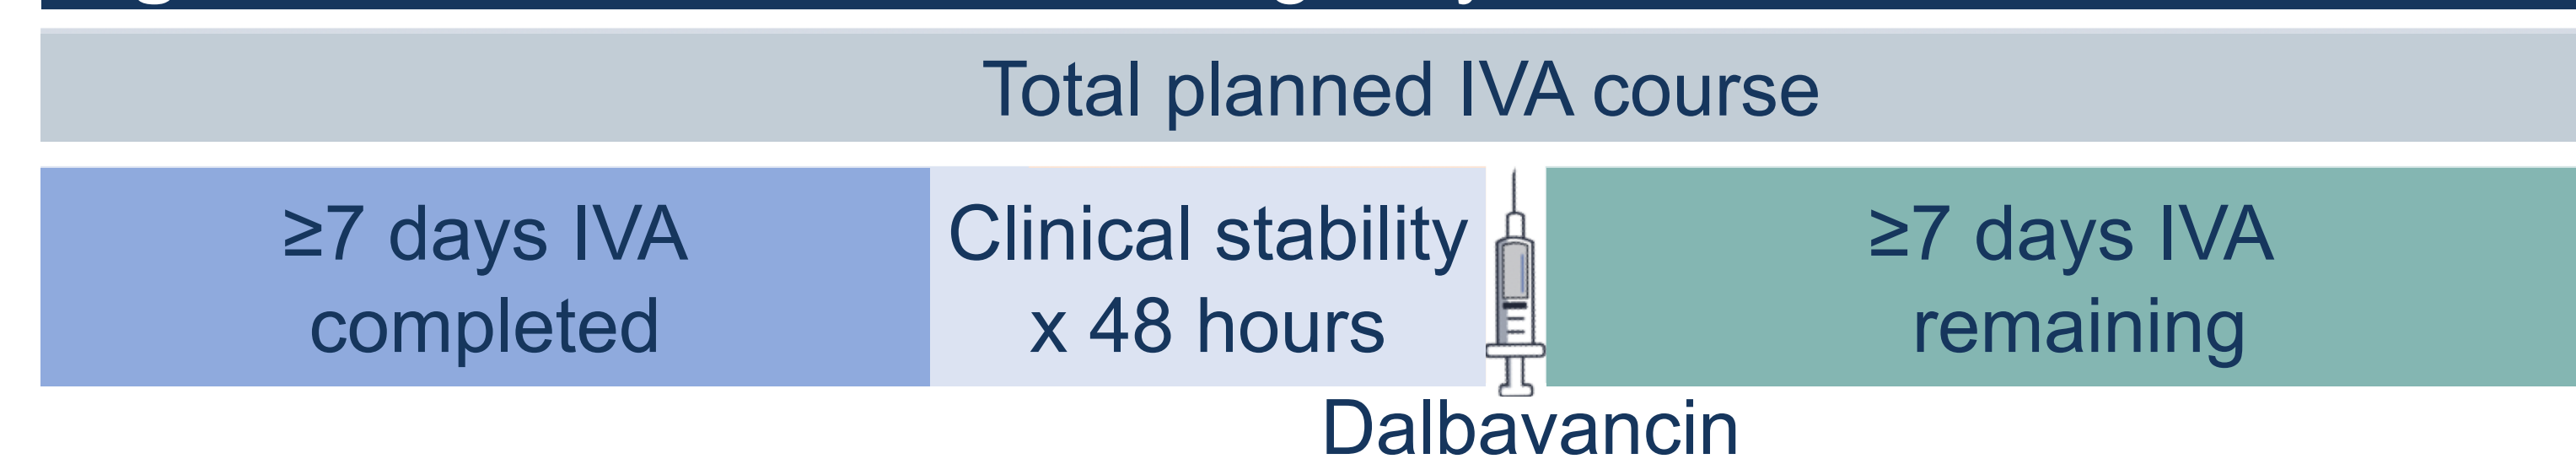 Total planned IVA course
≥7 days IVA
completed
Clinical stability
x 48 hours
≥7 days IVA
remaining
Dalbavancin